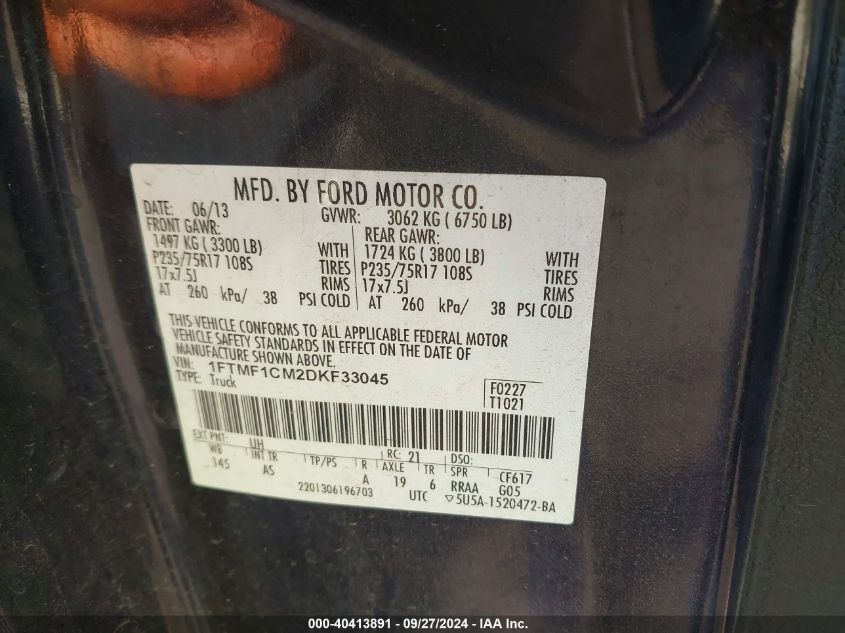 MFD. BY FORD MOTOR CO.
DATE: 06/13 GVWR: 3062 KG ( 6750 LB)
FRONT GAWR: REAR GAWR:
1497 KG ( 3300 LB) WITH 1724 KG ( 3800 LB) WITH
P235/75R17 108S TIRES P235/75R17 108S TIRES
17x7.5J RIMS 17x7.5J RIMS
AT 260 kPa/ 38 PSI COLD AT 260 kPa/ 38 PSI COLD
THIS VEHICLE CONFORMS TO ALL APPLICABLE FEDERAL MOTOR
VEHICLE SAFETY STANDARDS IN EFFECT ON THE DATE OF
MANUFACTURE SHOWN ABOVE.
VIN: 1FTMF1CM2DKF33045 F0227
TYPE: Truck T1021
EXT PNT: UH RC: 21 DSO:
WB INT TR TP/PS R AXLE TR SPR CF617
145 AS A 19 6 RRAA G05
2201306196703 UTC ▽5U5A-1520472-BA
000-40413891 - 09/27/2024 - IAA Inc.